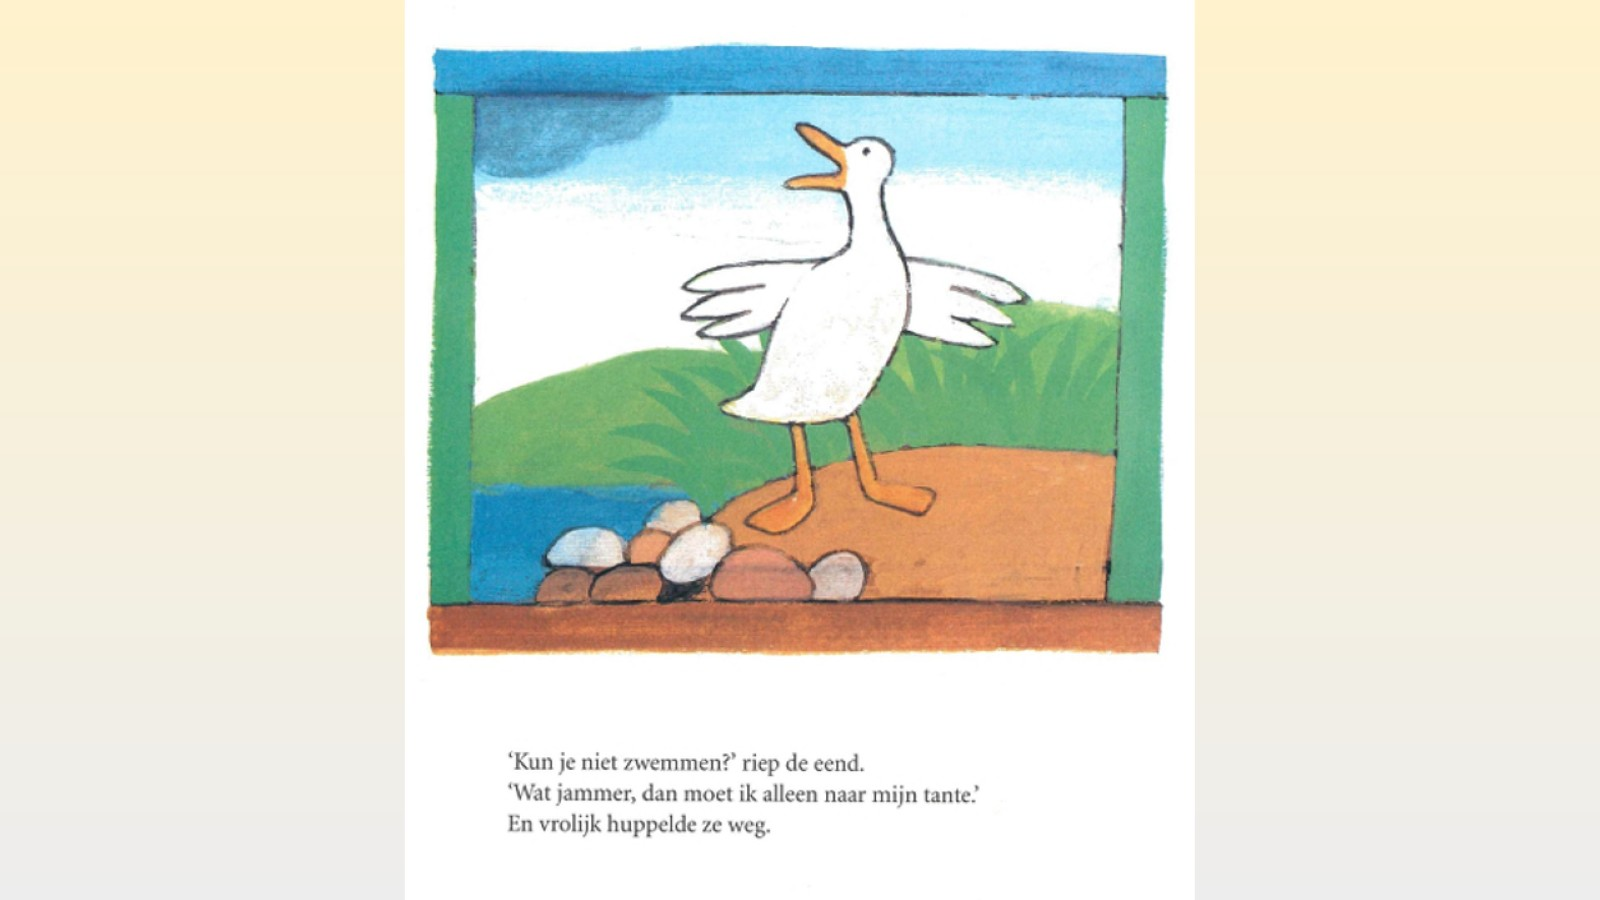 ‘Kun je niet zwemmen?’ riep de eend.
‘Wat jammer, dan moet ik alleen naar mijn tante.’
En vrolijk huppelde ze weg.